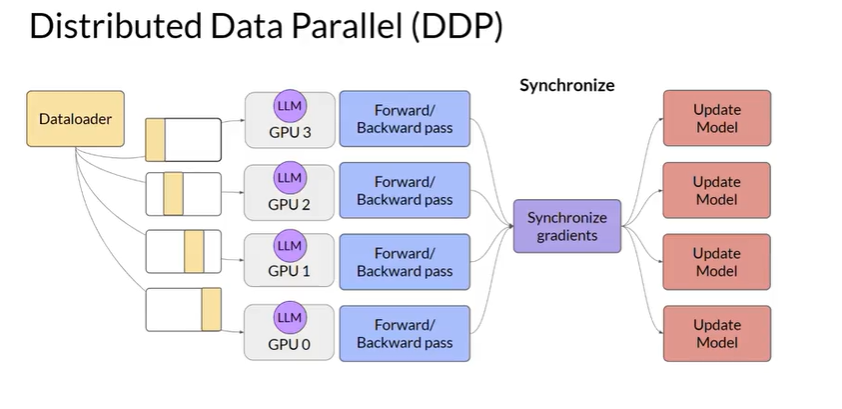 Distributed Data Parallel (DDP)
Synchronize
Dataloader
LLM
GPU 3
Forward/
Backward pass
Update
Model
LLM
GPU 2
Forward/
Backward pass
Update
Model
Synchronize
gradients
LLM
GPU 1
Forward/
Backward pass
Update
Model
LLM
GPU 0
Forward/
Backward pass
Update
Model